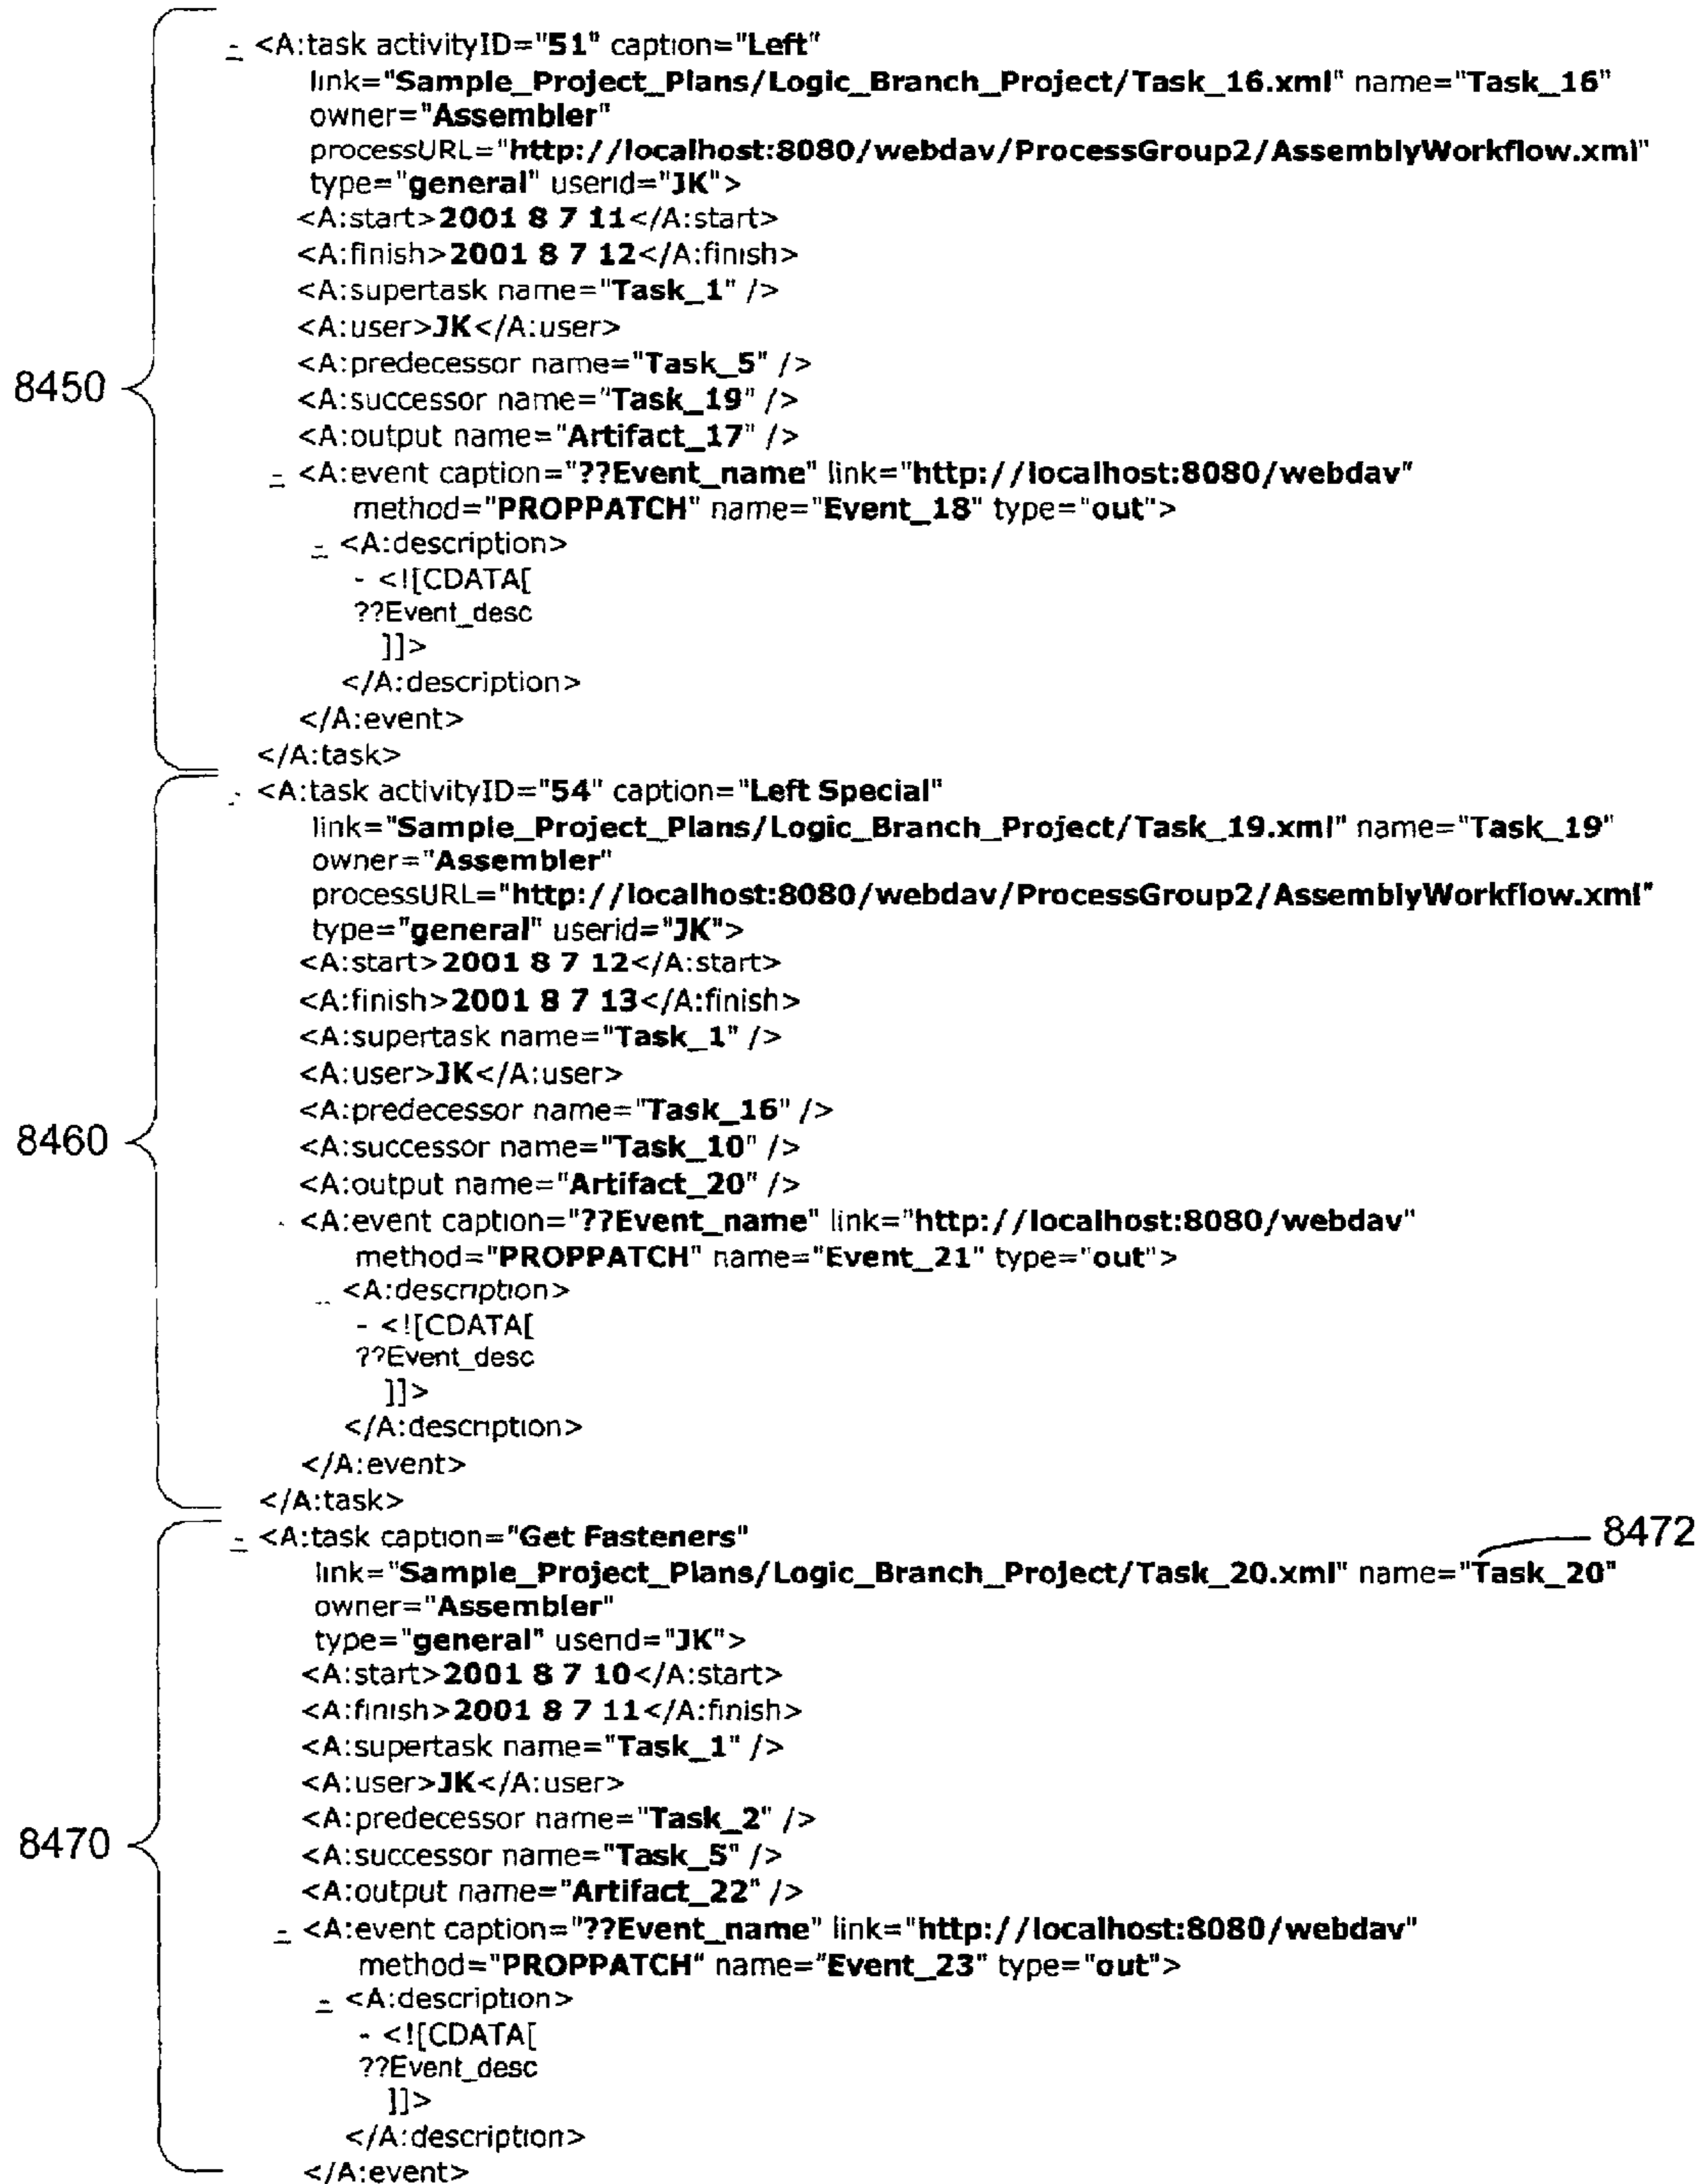 - <A:task activityID="51" caption="Left"
link="Sample_Project_Plans/Logic_Branch_Project/Task_16.xml" name="Task_16"
owner="Assembler"
processURL="http://localhost:8080/webdav/ProcessGroup2/AssemblyWorkflow.xml"
type="general" userid="JK">
<A:start>2001 8 7 11</A:start>
<A:finish>2001 8 7 12</A:finish>
<A:supertask name="Task_1" />
<A:user>JK</A:user>
<A:predecessor name="Task_5" />
8450
<A:successor name="Task_19" />
<A:output name="Artifact_17" />
- <A:event caption="??Event_name" link="http://localhost:8080/webdav"
method="PROPPATCH" name="Event_18" type="out">
- <A:description>
- <![CDATA[
??Event_desc
]]>
</A:description>
</A:event>
</A:task>
- <A:task activityID="54" caption="Left Special"
link="Sample_Project_Plans/Logic_Branch_Project/Task_19.xml" name="Task_19"
owner="Assembler"
processURL="http://localhost:8080/webdav/ProcessGroup2/AssemblyWorkflow.xml"
type="general" userid="JK">
<A:start>2001 8 7 12</A:start>
<A:finish>2001 8 7 13</A:finish>
<A:supertask name="Task_1" />
<A:user>JK</A:user>
<A:predecessor name="Task_16" />
8460
<A:successor name="Task_10" />
<A:output name="Artifact_20" />
- <A:event caption="??Event_name" link="http://localhost:8080/webdav"
method="PROPPATCH" name="Event_21" type="out">
- <A:description>
- <![CDATA[
??Event_desc
]]>
</A:description>
</A:event>
</A:task>
- <A:task caption="Get Fasteners"
8472
link="Sample_Project_Plans/Logic_Branch_Project/Task_20.xml" name="Task_20"
owner="Assembler"
type="general" userid="JK">
<A:start>2001 8 7 10</A:start>
<A:finish>2001 8 7 11</A:finish>
<A:supertask name="Task_1" />
<A:user>JK</A:user>
<A:predecessor name="Task_2" />
8470
<A:successor name="Task_5" />
<A:output name="Artifact_22" />
- <A:event caption="??Event_name" link="http://localhost:8080/webdav"
method="PROPPATCH" name="Event_23" type="out">
- <A:description>
- <![CDATA[
??Event_desc
]]>
</A:description>
</A:event>